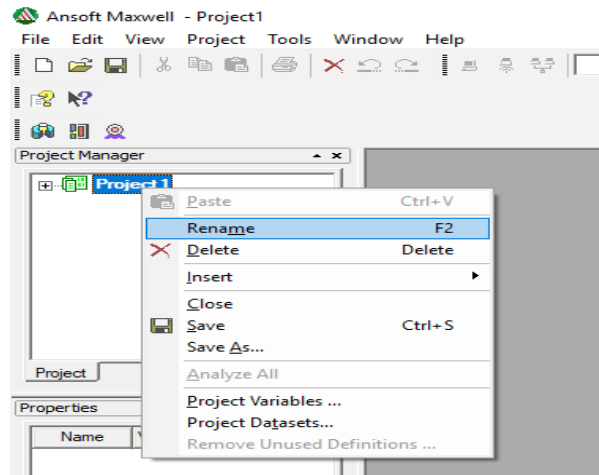 Ansoft Maxwell - Project1
File Edit View Project Tools Window Help
Project Manager
Project1
Paste Ctrl+V
Rename F2
Delete Delete
Insert
Close
Save Ctrl+S
Save As...
Analyze All
Project Variables ...
Project Datasets...
Remove Unused Definitions ...
Project
Properties
Name